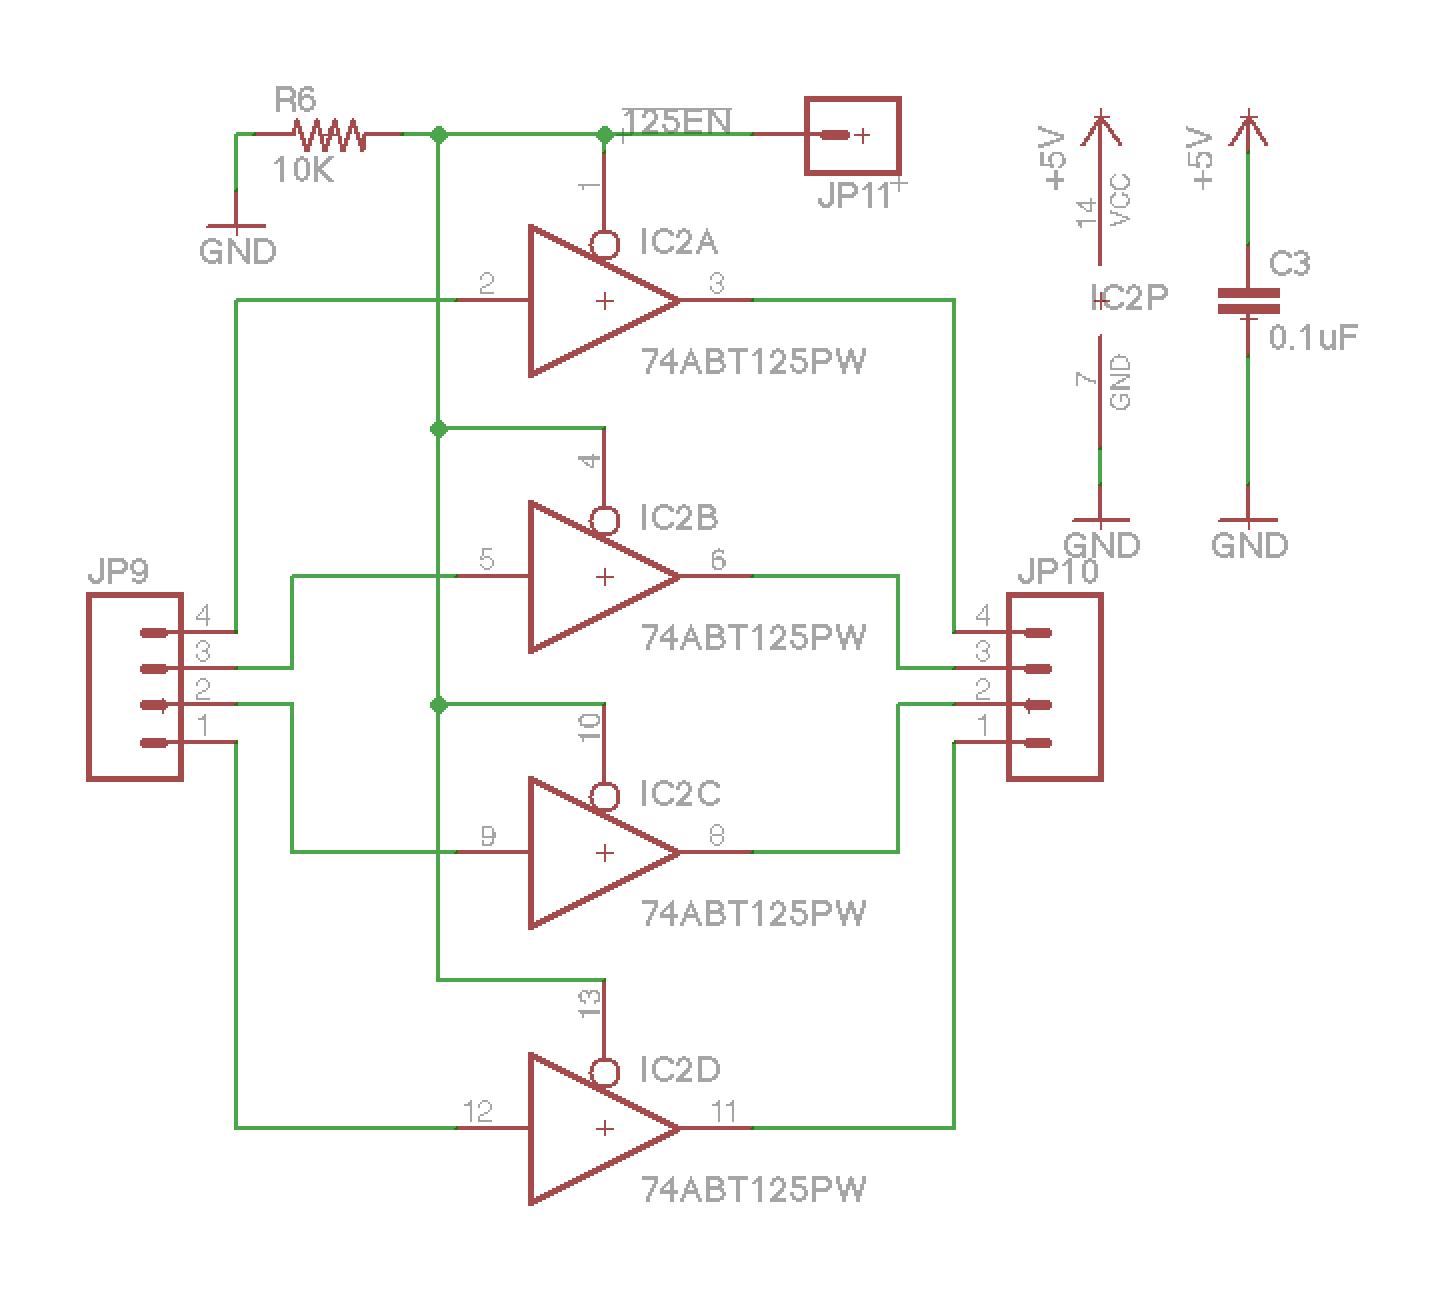 R6
10K
GND
125EN
JP11
1
IC2A
2
3
74ABT125PW
4
IC2B
5
6
74ABT125PW
10
IC2C
9
8
74ABT125PW
13
IC2D
12
11
74ABT125PW
JP9
4
3
2
1
JP10
4
3
2
1
+5V
14
VCC
IC2P
7
GND
GND
+5V
C3
0.1uF
GND